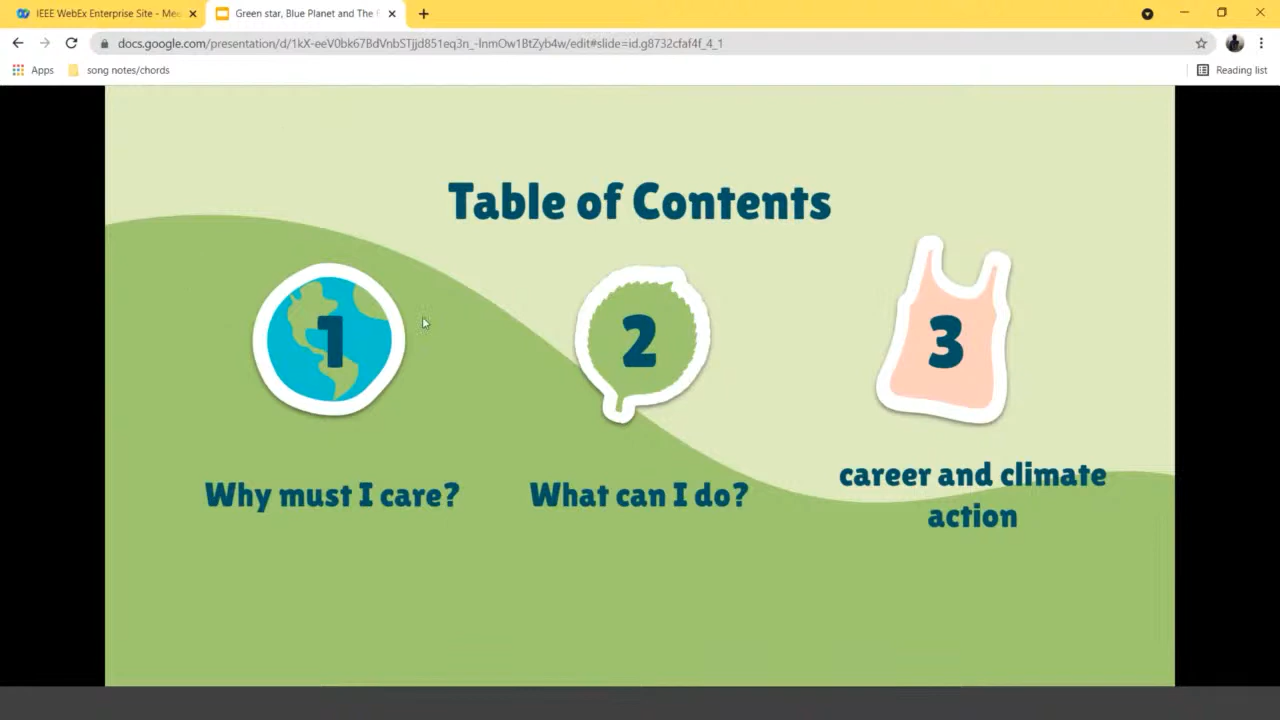 IEEE WebEx Enterprise Site - Mee
Green star, Blue Planet and The f
docs.google.com/presentation/d/1kX-eeV0bk67BdVnbSTjjd851eq3n_-lnmOw1BtZyb4w/edit#slide=id.g8732cfaf4f_4_1
Apps
song notes/chords
Reading list
Table of Contents
1
2
3
Why must I care?
What can I do?
career and climate
action